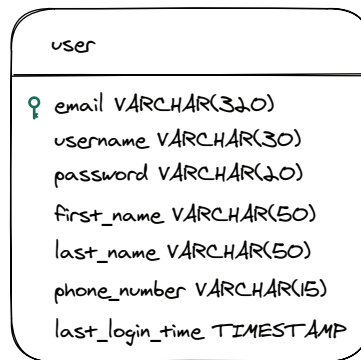 user
email VARCHAR(320)
username VARCHAR(30)
password VARCHAR(20)
first_name VARCHAR(50)
last_name VARCHAR(50)
phone_number VARCHAR(15)
last_login_time TIMESTAMP